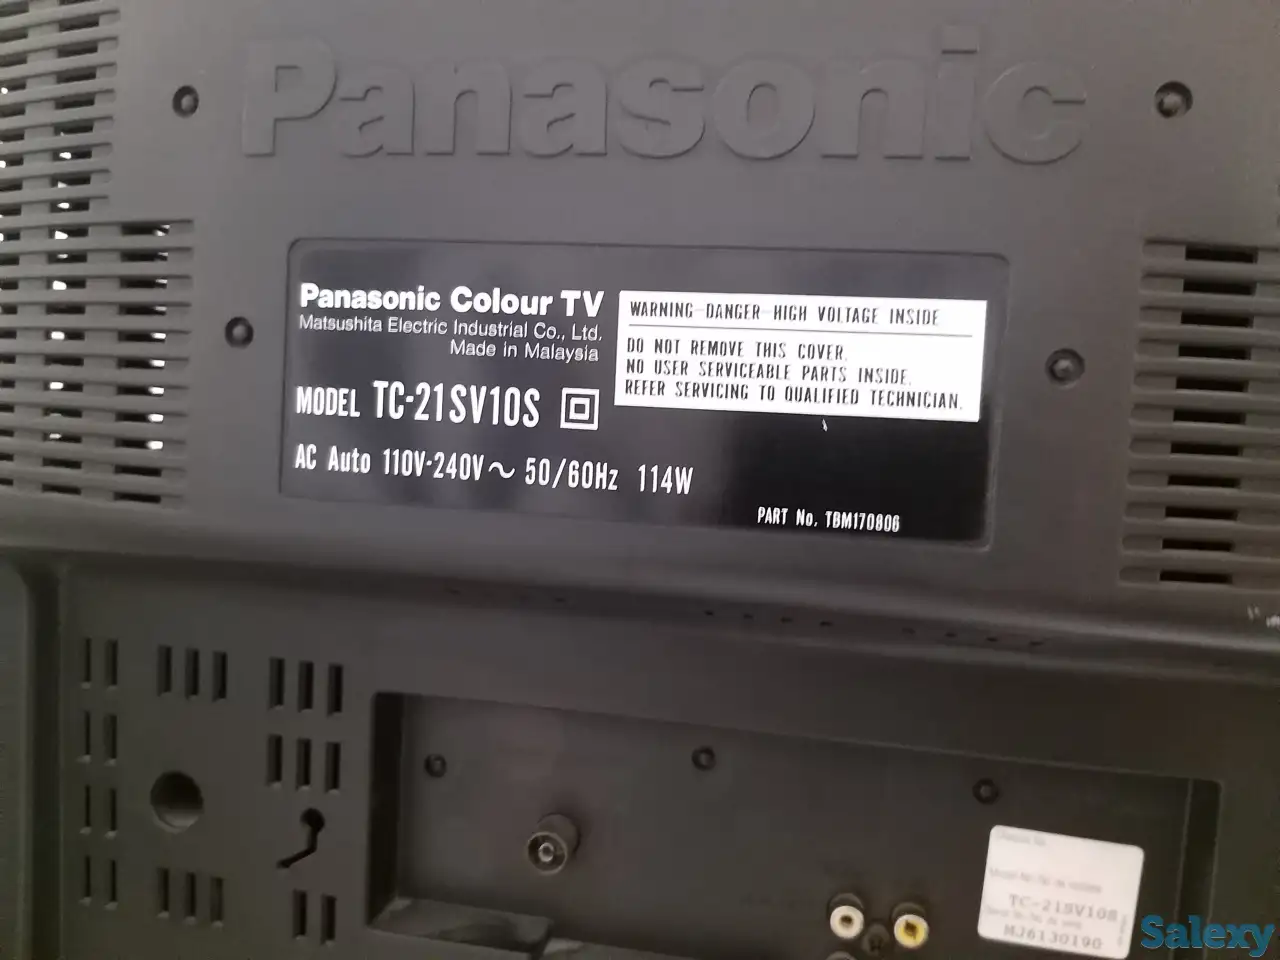 Panasonic
Panasonic Colour TV
Matsushita Electric Industrial Co., Ltd.
Made in Malaysia
MODEL TC-21SV10S
AC Auto 110V-240V～ 50/60Hz 114W
WARNING-DANGER-HIGH VOLTAGE INSIDE
DO NOT REMOVE THIS COVER.
NO USER SERVICEABLE PARTS INSIDE.
REFER SERVICING TO QUALIFIED TECHNICIAN.
PART No. TBM170806
TC-21SV10S
MJ6130190
Salexy